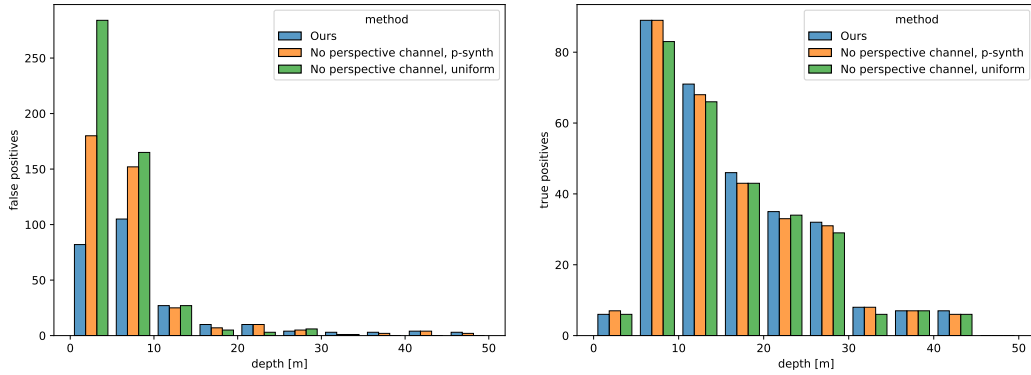 method
Ours
No perspective channel, p-synth
No perspective channel, uniform
false positives
250
200
150
100
50
0
0 10 20 30 40 50
depth [m]
method
Ours
No perspective channel, p-synth
No perspective channel, uniform
true positives
80
60
40
20
0
0 10 20 30 40 50
depth [m]